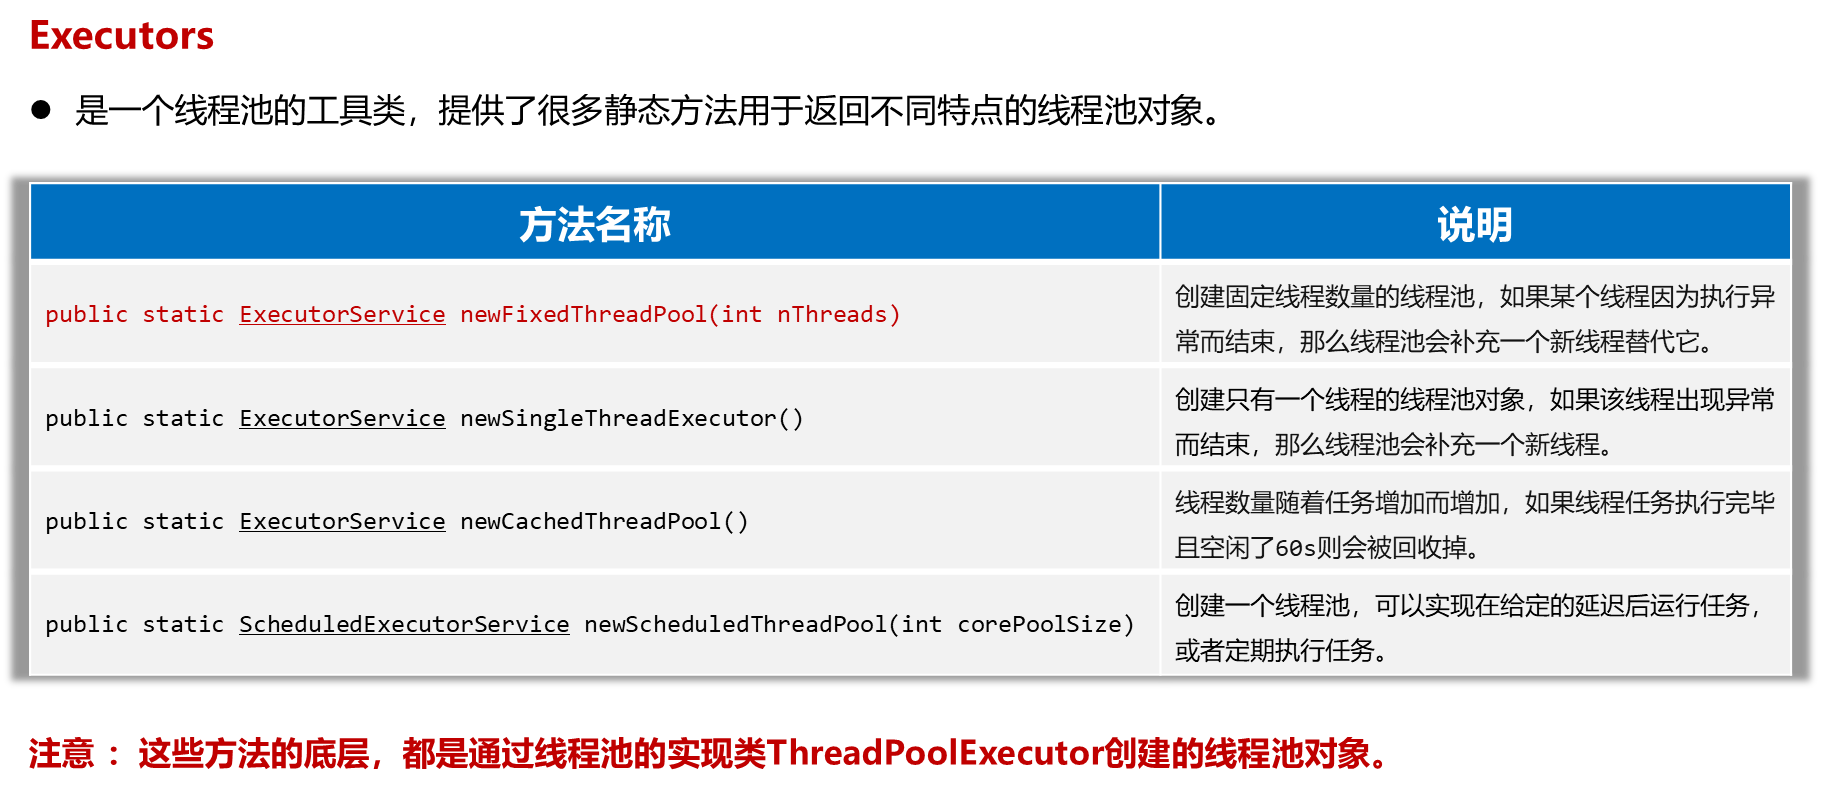 Executors
● 是一个线程池的工具类，提供了很多静态方法用于返回不同特点的线程池对象。
方法名称 说明
public static ExecutorService newFixedThreadPool(int nThreads)
创建固定线程数量的线程池，如果某个线程因为执行异
常而结束，那么线程池会补充一个新线程替代它。
public static ExecutorService newSingleThreadExecutor()
创建只有一个线程的线程池对象，如果该线程出现异常
而结束，那么线程池会补充一个新线程。
public static ExecutorService newCachedThreadPool()
线程数量随着任务增加而增加，如果线程任务执行完毕
且空闲了60s则会被回收掉。
public static ScheduledExecutorService newScheduledThreadPool(int corePoolSize)
创建一个线程池，可以实现在给定的延迟后运行任务，
或者定期执行任务。
注意 ：这些方法的底层，都是通过线程池的实现类ThreadPoolExecutor创建的线程池对象。